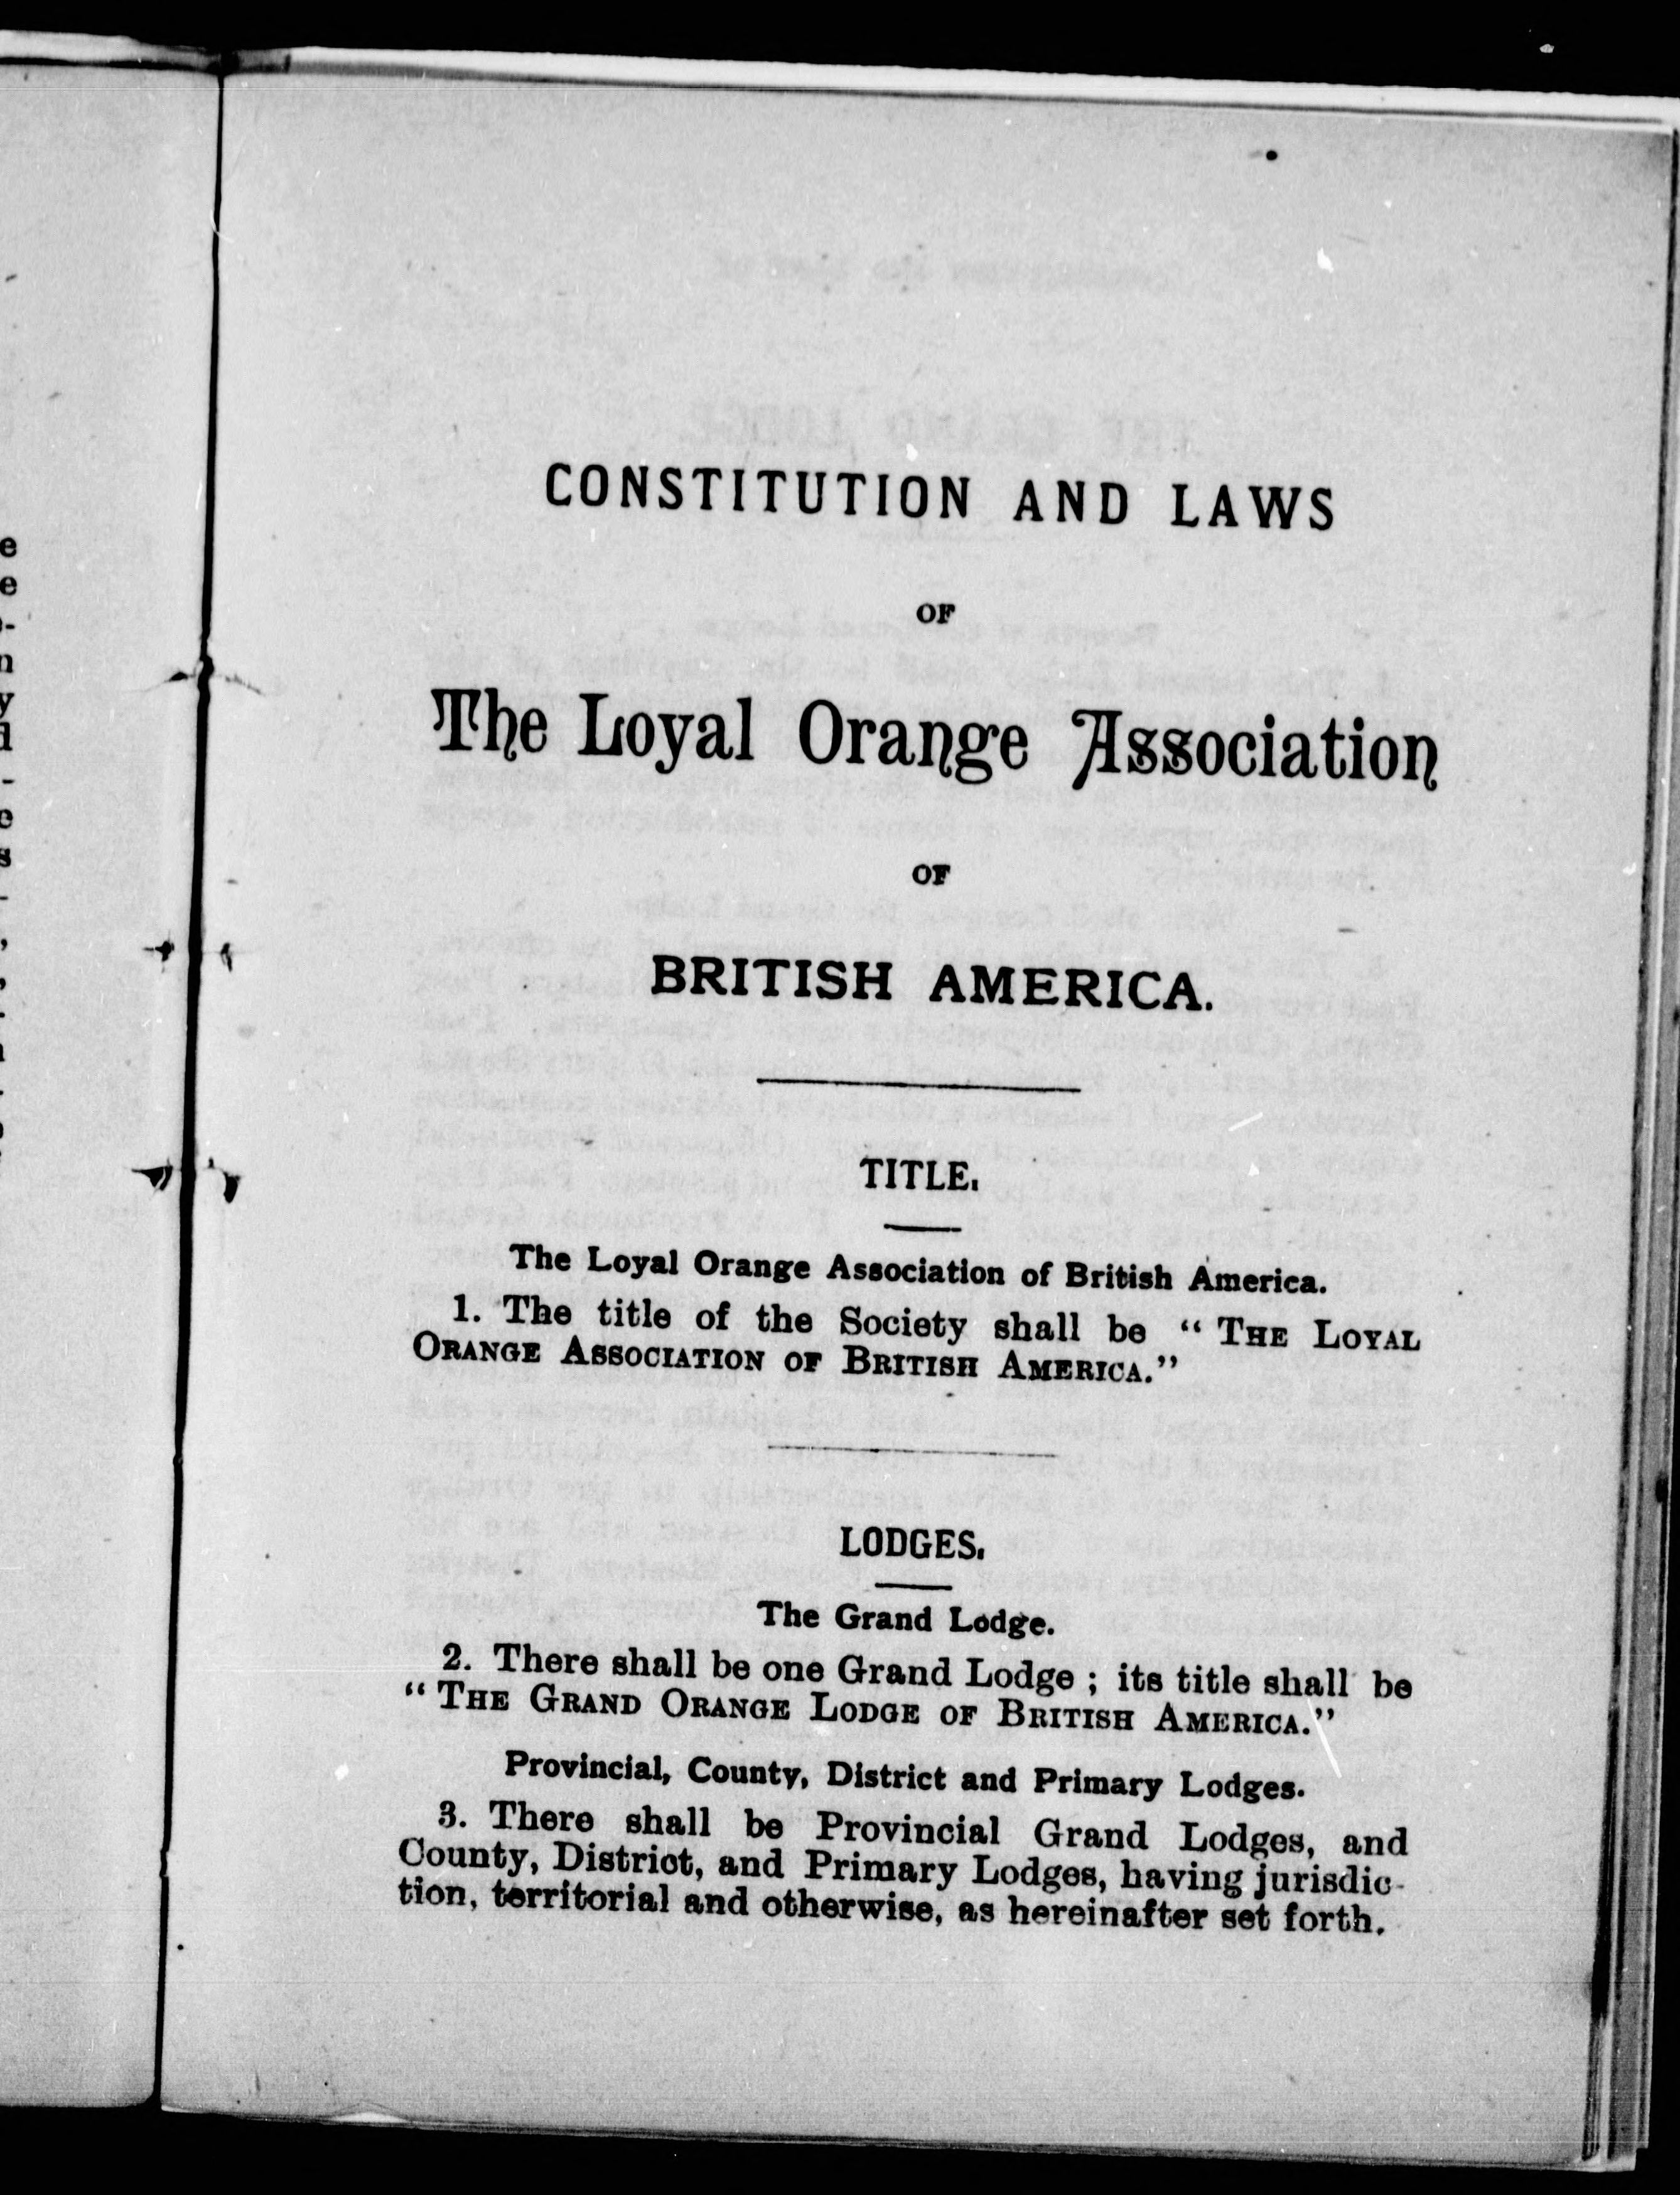 CONSTITUTION AND LAWS
OF
The Loyal Orange Association
OF
BRITISH AMERICA.
TITLE.
The Loyal Orange Association of British America.
1. The title of the Society shall be “ THE LOYAL
ORANGE ASSOCIATION OF BRITISH AMERICA.”
LODGES.
The Grand Lodge.
2. There shall be one Grand Lodge ; its title shall be
“ THE GRAND ORANGE LODGE OF BRITISH AMERICA.”
Provincial, County, District and Primary Lodges.
3. There shall be Provincial Grand Lodges, and
County, District, and Primary Lodges, having jurisdic-
tion, territorial and otherwise, as hereinafter set forth.